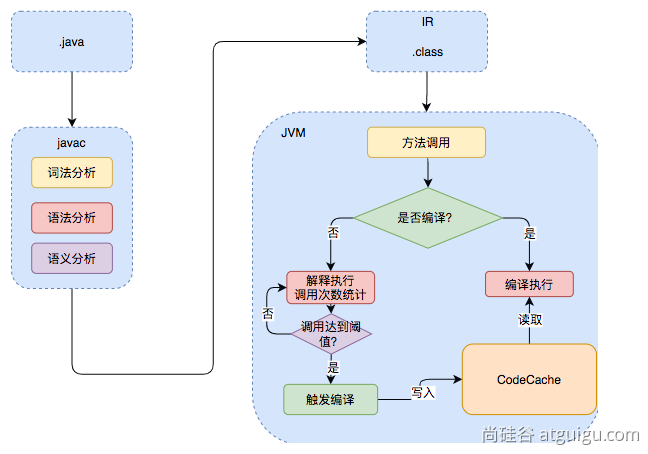 .java
javac
词法分析
语法分析
语义分析
IR
.class
JVM
方法调用
是否编译?
否
是
解释执行
调用次数统计
编译执行
否
调用达到阈
值?
读取
是
触发编译
写入
CodeCache
尚硅谷 atguigu.com